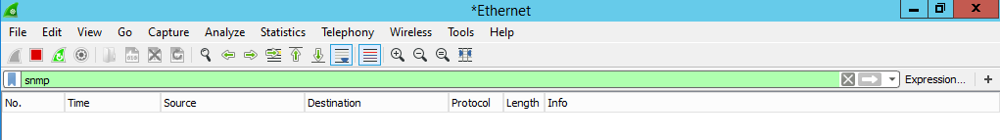 *Ethernet
File Edit View Go Capture Analyze Statistics Telephony Wireless Tools Help
snmp Expression... +
No. Time Source Destination Protocol Length Info